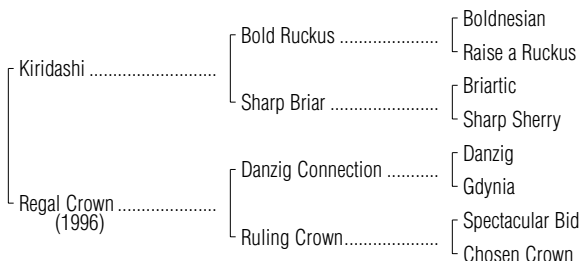 Boldnesian
Bold Ruckus ..................
Raise a Ruckus
Kiridashi ........................
Briartic
Sharp Briar ....................
Sharp Sherry
Danzig
Danzig Connection ...........
Gdynia
Regal Crown ..................
(1996)
Spectacular Bid
Ruling Crown..................
Chosen Crown